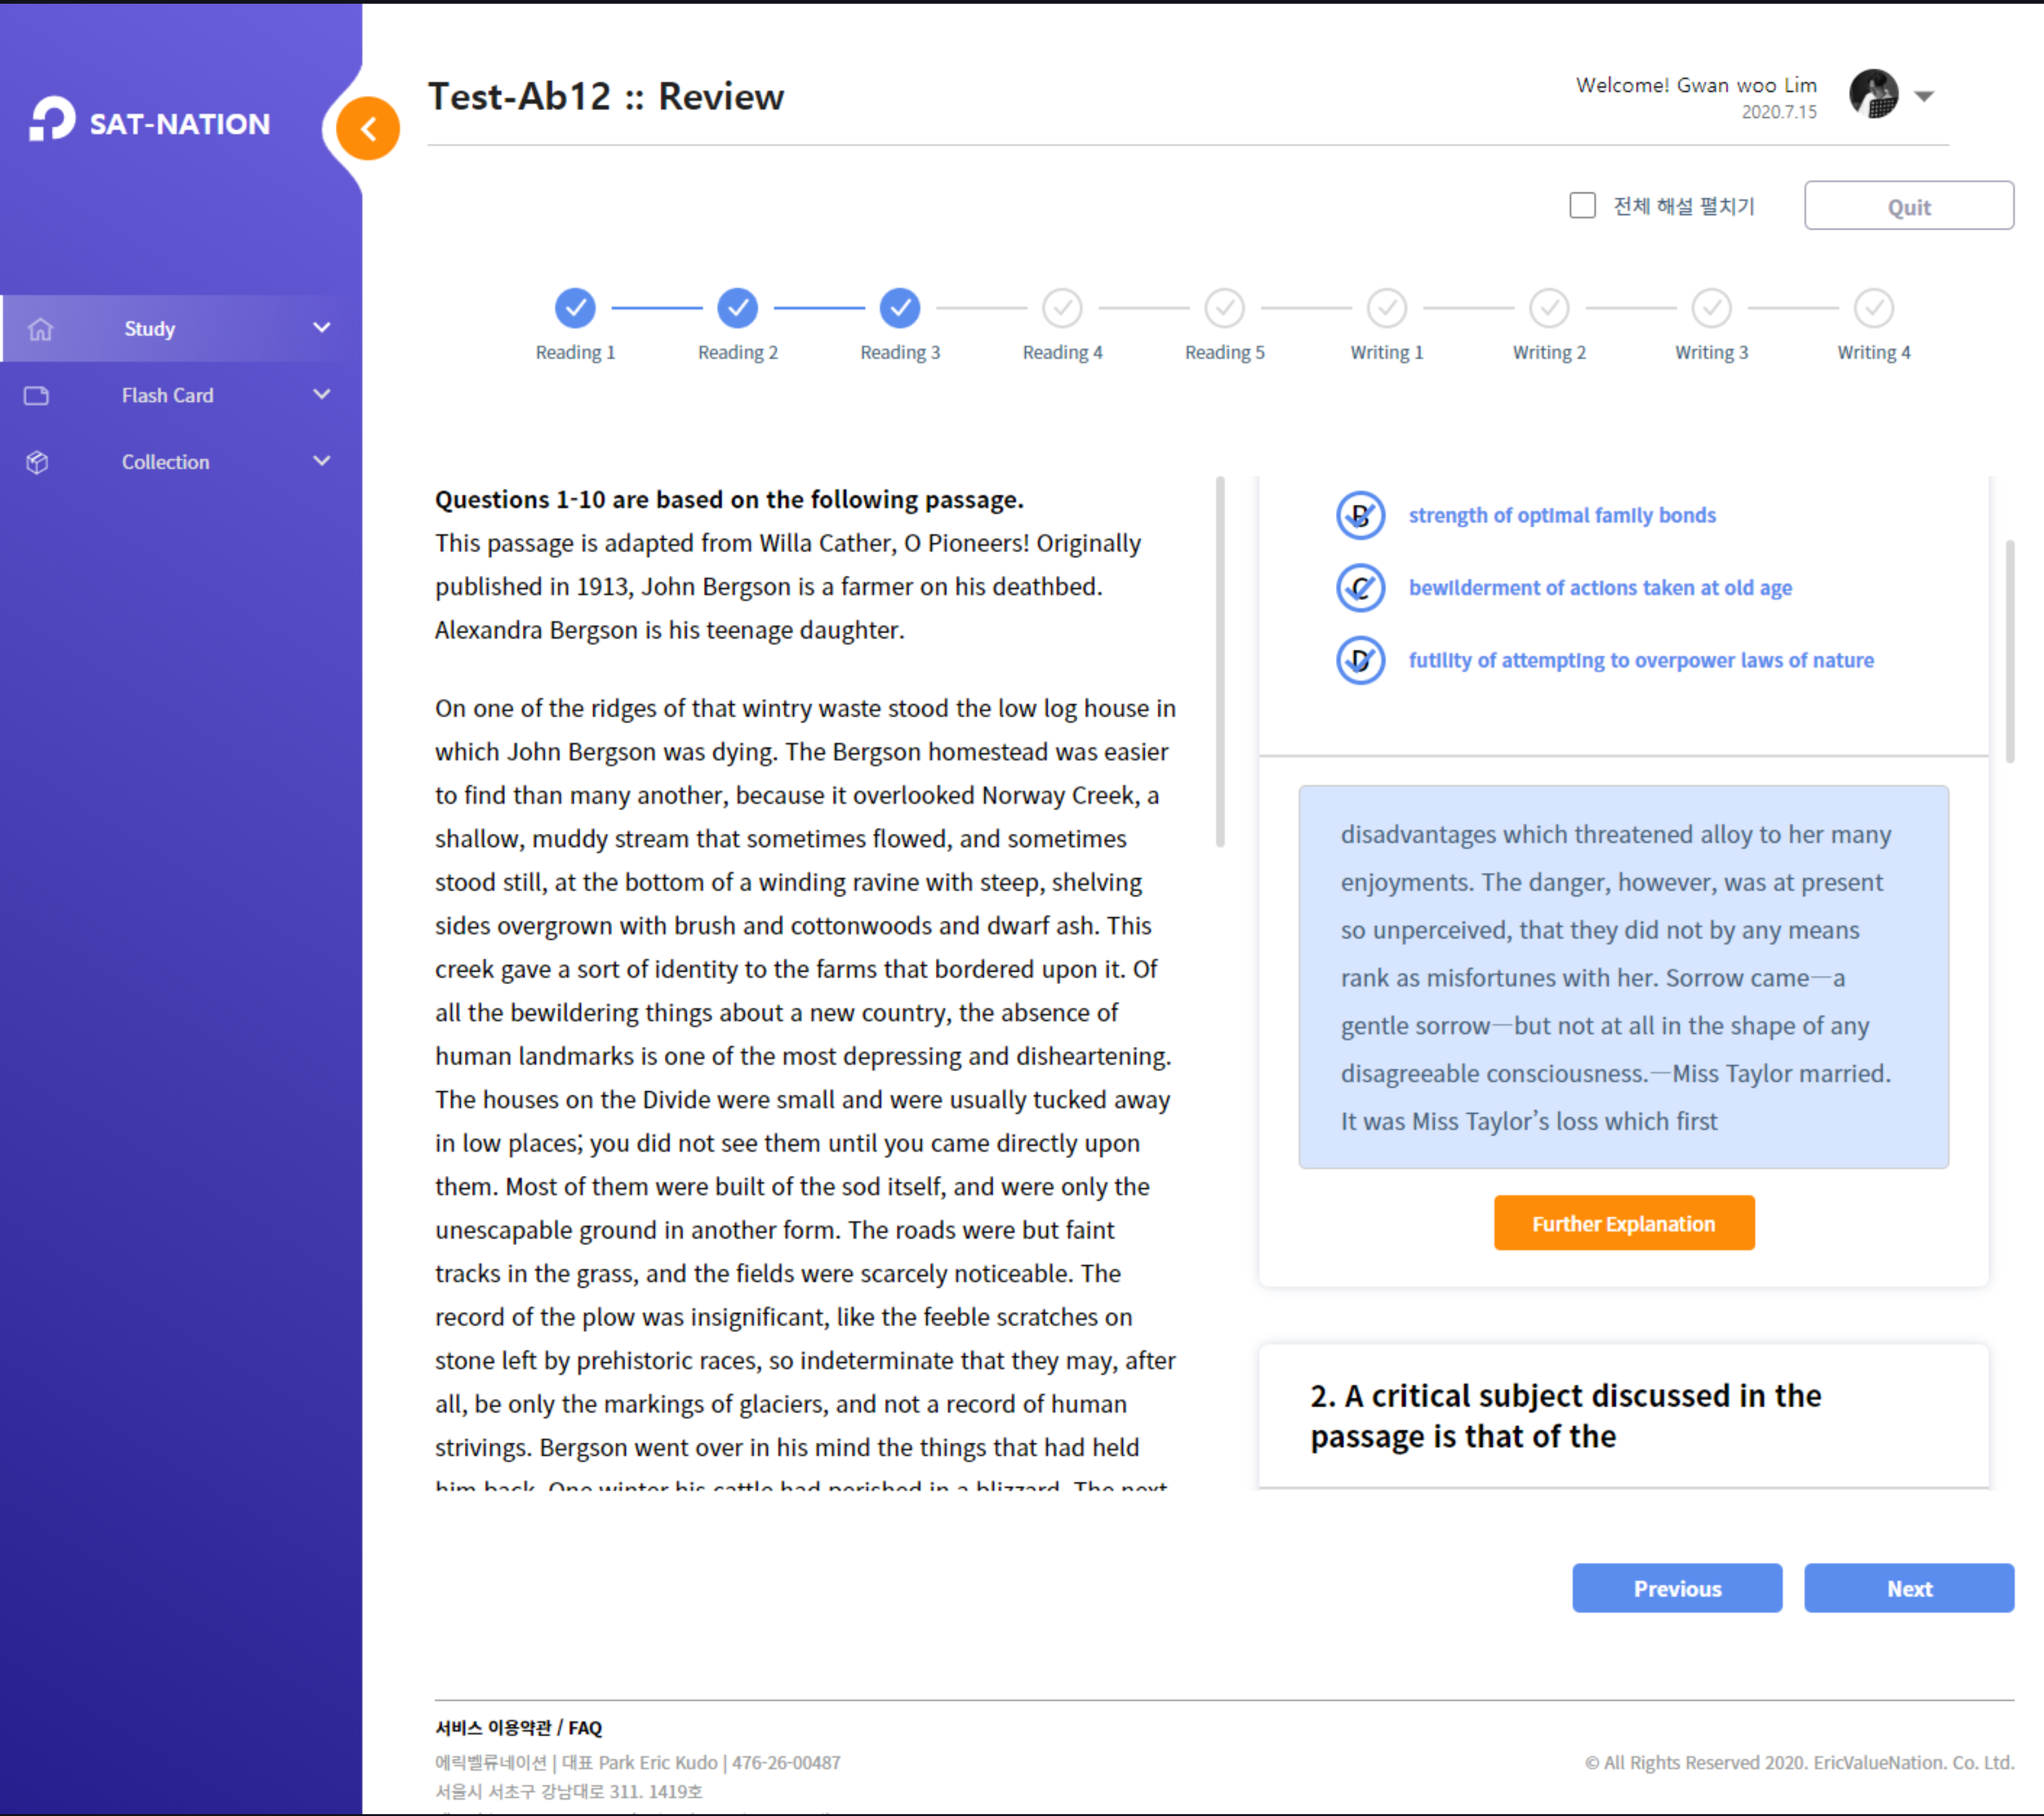 SAT-NATION
Study
Flash Card
Collection
Test-Ab12 :: Review
Welcome! Gwan woo Lim
2020.7.15
전체 해설 펼치기
Quit
Reading 1
Reading 2
Reading 3
Reading 4
Reading 5
Writing 1
Writing 2
Writing 3
Writing 4
Questions 1-10 are based on the following passage.
This passage is adapted from Willa Cather, O Pioneers! Originally
published in 1913, John Bergson is a farmer on his deathbed.
Alexandra Bergson is his teenage daughter.
On one of the ridges of that wintry waste stood the low log house in
which John Bergson was dying. The Bergson homestead was easier
to find than many another, because it overlooked Norway Creek, a
shallow, muddy stream that sometimes flowed, and sometimes
stood still, at the bottom of a winding ravine with steep, shelving
sides overgrown with brush and cottonwoods and dwarf ash. This
creek gave a sort of identity to the farms that bordered upon it. Of
all the bewildering things about a new country, the absence of
human landmarks is one of the most depressing and disheartening.
The houses on the Divide were small and were usually tucked away
in low places; you did not see them until you came directly upon
them. Most of them were built of the sod itself, and were only the
unescapable ground in another form. The roads were but faint
tracks in the grass, and the fields were scarcely noticeable. The
record of the plow was insignificant, like the feeble scratches on
stone left by prehistoric races, so indeterminate that they may, after
all, be only the markings of glaciers, and not a record of human
strivings. Bergson went over in his mind the things that had held
him back. One winter his cattle had perished in a blizzard. The next
B strength of optimal family bonds
C bewilderment of actions taken at old age
D futility of attempting to overpower laws of nature
disadvantages which threatened alloy to her many
enjoyments. The danger, however, was at present
so unperceived, that they did not by any means
rank as misfortunes with her. Sorrow came—a
gentle sorrow—but not at all in the shape of any
disagreeable consciousness.—Miss Taylor married.
It was Miss Taylor's loss which first
Further Explanation
2. A critical subject discussed in the
passage is that of the
Previous
Next
서비스 이용약관 / FAQ
에릭벨류네이션 | 대표 Park Eric Kudo | 476-26-00487
서울시 서초구 강남대로 311. 1419호
© All Rights Reserved 2020. EricValueNation. Co. Ltd.